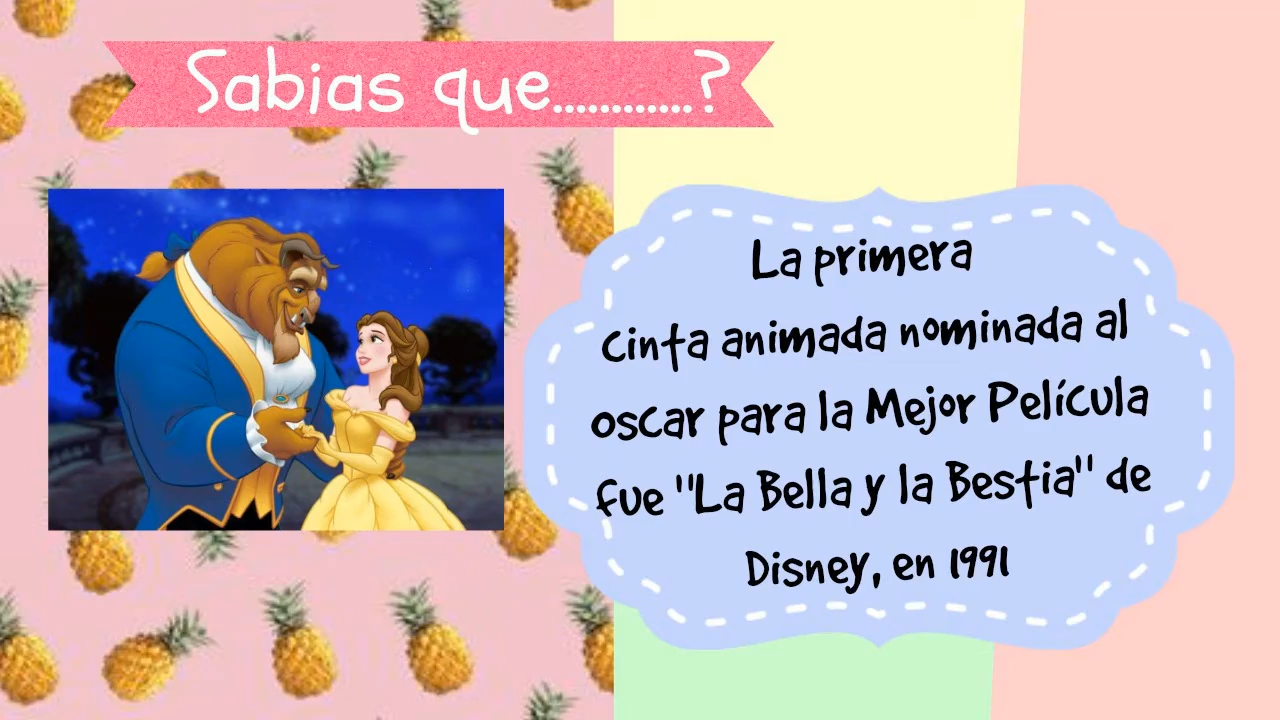 Sabias que............?
La primera
Cinta animada nominada al
oscar para la Mejor Película
fue "La Bella y la Bestia" de
Disney, en 1991